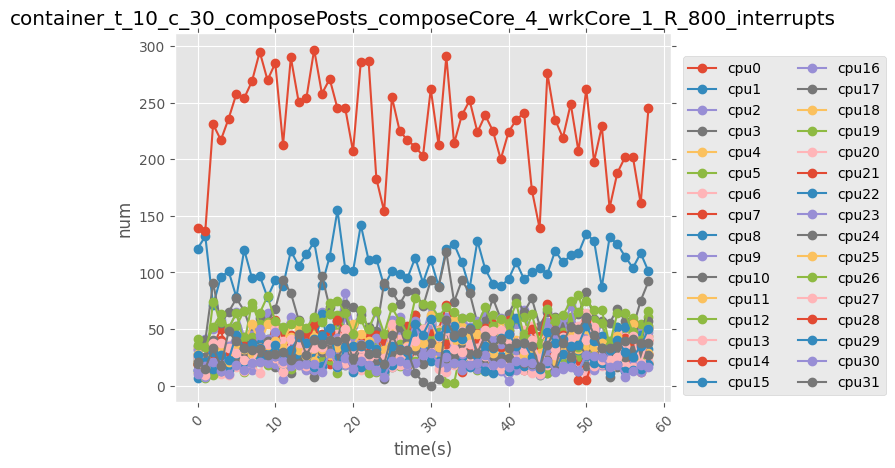 container_t_10_c_30_composePosts_composeCore_4_wrkCore_1_R_800_interrupts
300
250
200
150
100
50
0
num
0
10
20
30
40
50
60
time(s)
cpu0
cpu1
cpu2
cpu3
cpu4
cpu5
cpu6
cpu7
cpu8
cpu9
cpu10
cpu11
cpu12
cpu13
cpu14
cpu15
cpu16
cpu17
cpu18
cpu19
cpu20
cpu21
cpu22
cpu23
cpu24
cpu25
cpu26
cpu27
cpu28
cpu29
cpu30
cpu31